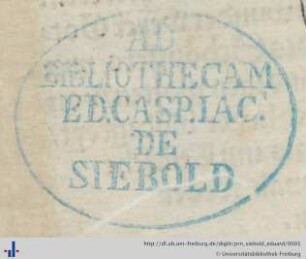 AD
BIBLIOTHECAM
ED.CASP.IAC.
DE
SIEBOLD
http://dl.ub.uni-freiburg.de/diglit/prn_siebold_eduard/0001
© Universitätsbibliothek Freiburg